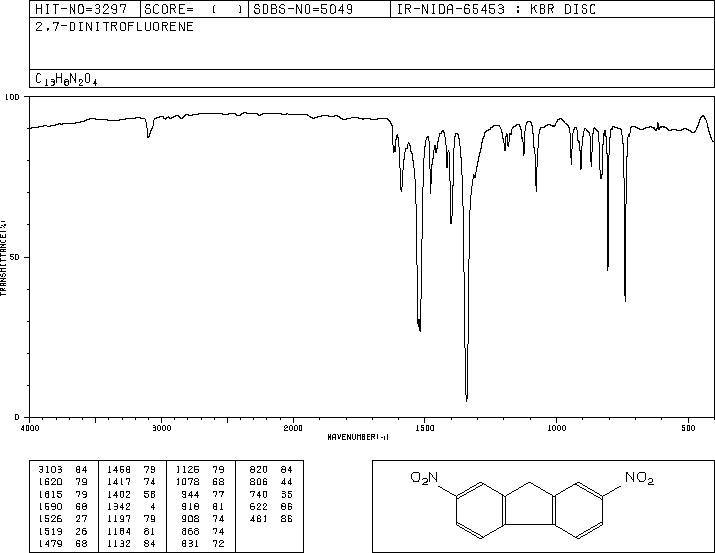 HIT-NO=3297 SCORE= ( ) SDBS-NO=5049 IR-NIDA-65453 : KBR DISC
2,7-DINITROFLUORENE
C13H8N2O4
100
50
0
TRANSMITTANCE(%)
4000 3000 2000 1500 1000 500
WAVENUMBER(-1)
3103 84 1468 79 1126 79 820 84
1620 79 1417 74 1078 68 806 44
1615 79 1402 58 944 77 740 35
1590 68 1342 4 918 81 622 86
1526 27 1197 79 908 74 461 86
1519 26 1184 81 868 74
1479 68 1132 84 831 72
O2N NO2